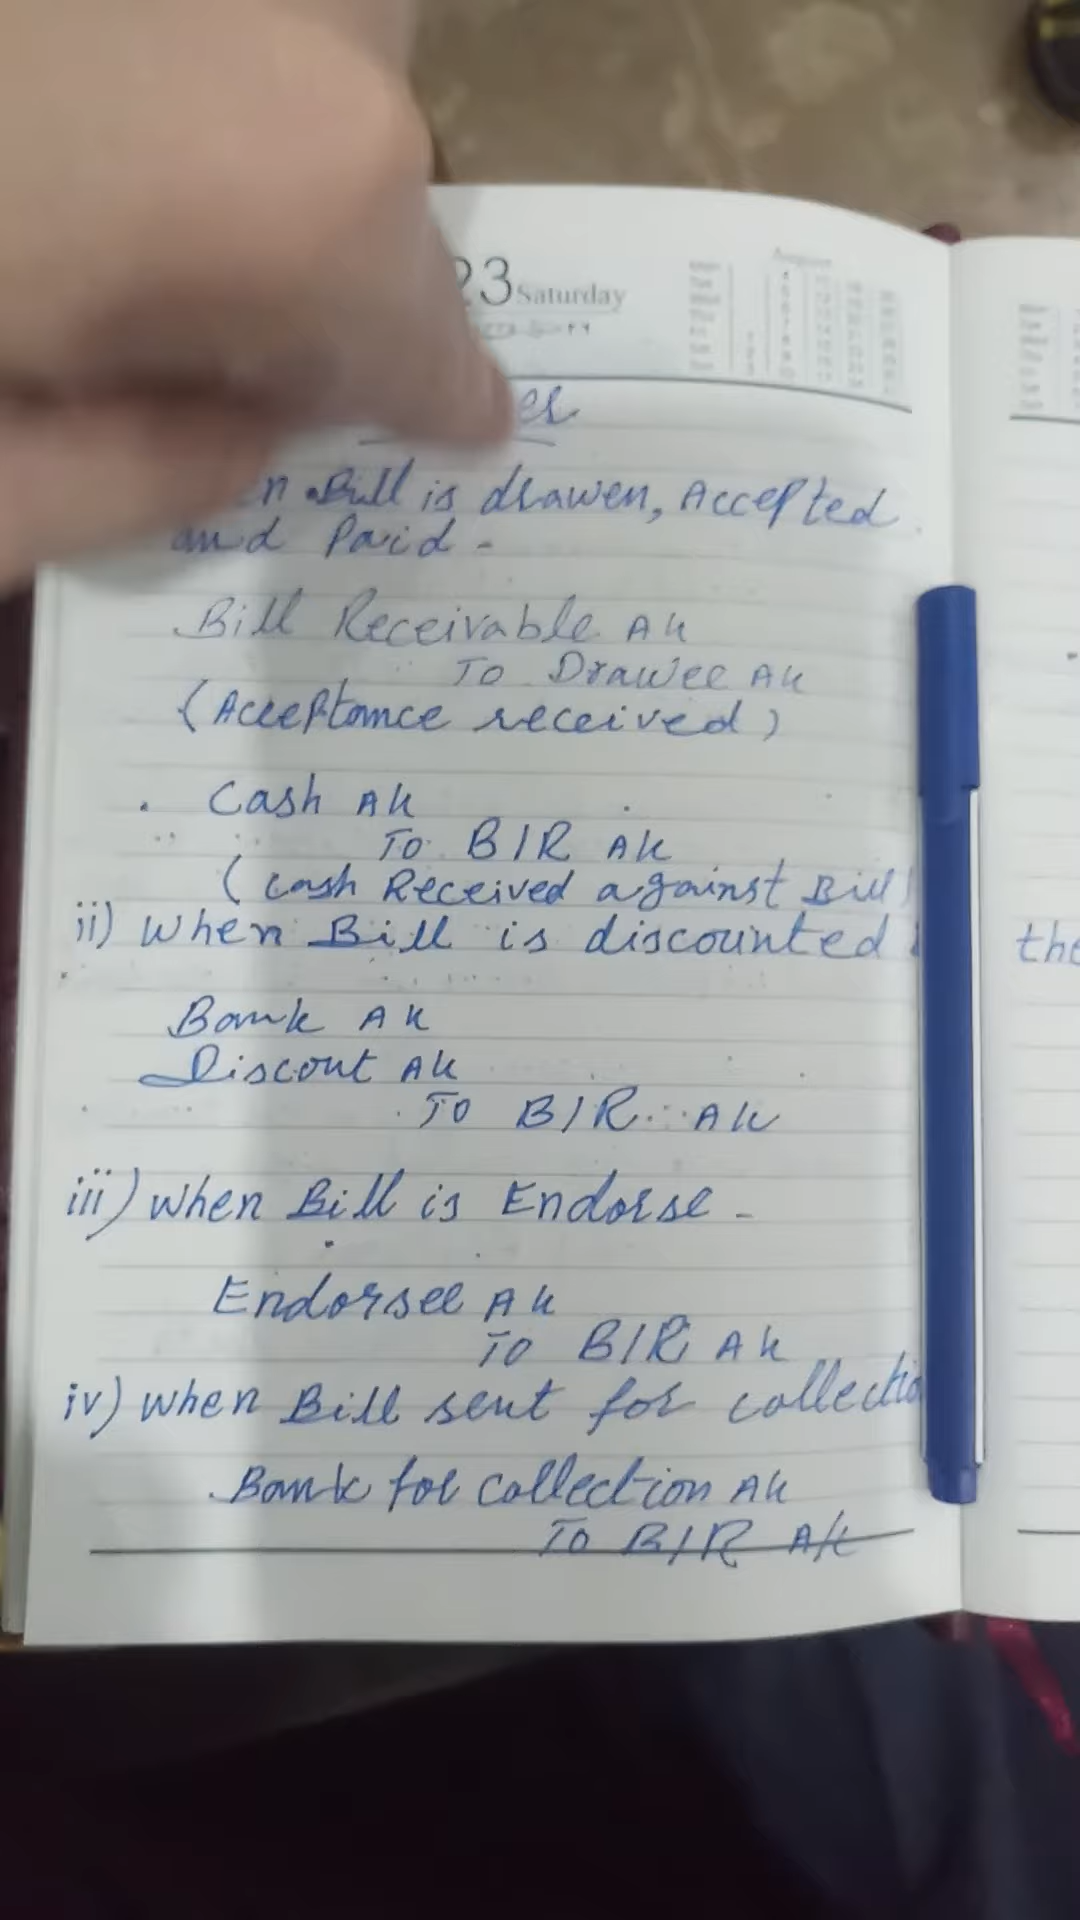 23 Saturday
August
Bill is drawen, Accepted
and Paid -
Bill Receivable A/c
To Drawee A/c
(Acceptance received)
Cash A/c
To B/R A/c
(Cash Received against Bill)
ii) When Bill is discounted
the
Bank A/c
Discout A/c
To B/R A/c
iii) When Bill is Endorse -
Endorsee A/c
To B/R A/c
iv) When Bill sent for collectio
Bank for collection A/c
To B/R A/c